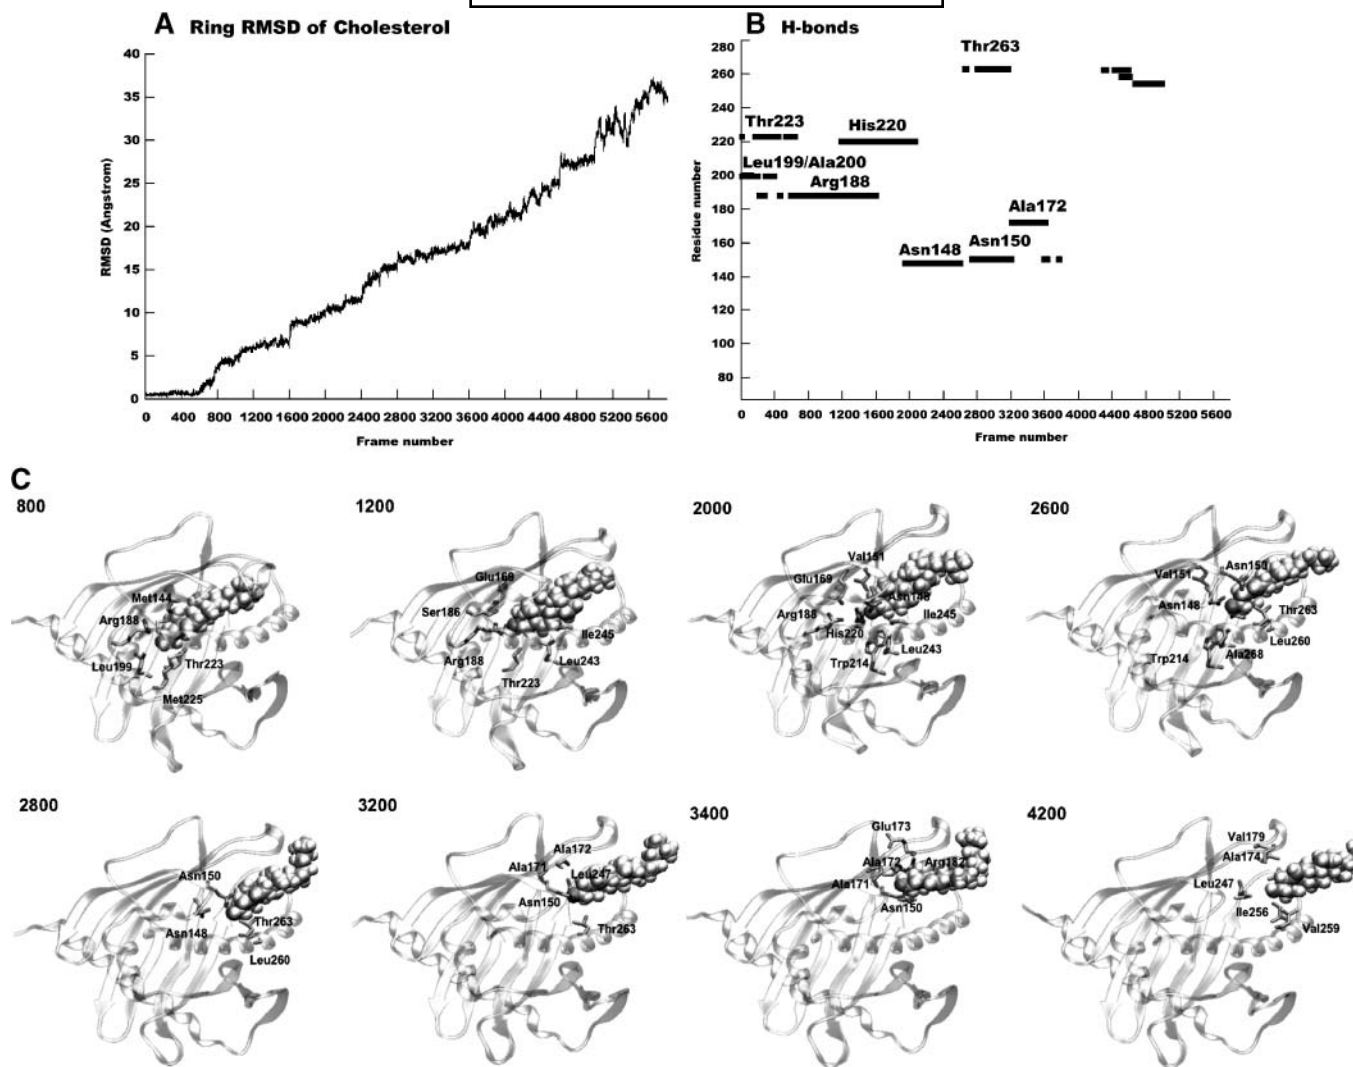 A Ring RMSD of Cholesterol
40
35
30
25
20
15
10
5
0
RMSD (Angstrom)
0 400 800 1200 1600 2000 2400 2800 3200 3600 4000 4400 4800 5200 5600
Frame number
B H-bonds
280
260
240
220
200
180
160
140
120
100
80
Residue number
Thr263
Thr223
His220
Leu199/Ala200
Arg188
Ala172
Asn148
Asn150
0 400 800 1200 1600 2000 2400 2800 3200 3600 4000 4400 4800 5200 5600
Frame number
C
800
Met144
Arg188
Leu199
Thr223
Met225
1200
Glu169
Ser186
Ile245
Arg188
Leu243
Thr223
2000
Val151
Glu169
Asn148
Arg188
Ile245
His220
Leu243
Trp214
2600
Asn150
Val151
Asn148
Thr263
Leu260
Trp214
Ala268
2800
Asn150
Thr263
Asn148
Leu260
3200
Ala172
Ala171
Leu247
Asn150
Thr263
3400
Glu173
Ala172
Arg182
Ala171
Asn150
4200
Val179
Ala174
Leu247
Ile256
Val259